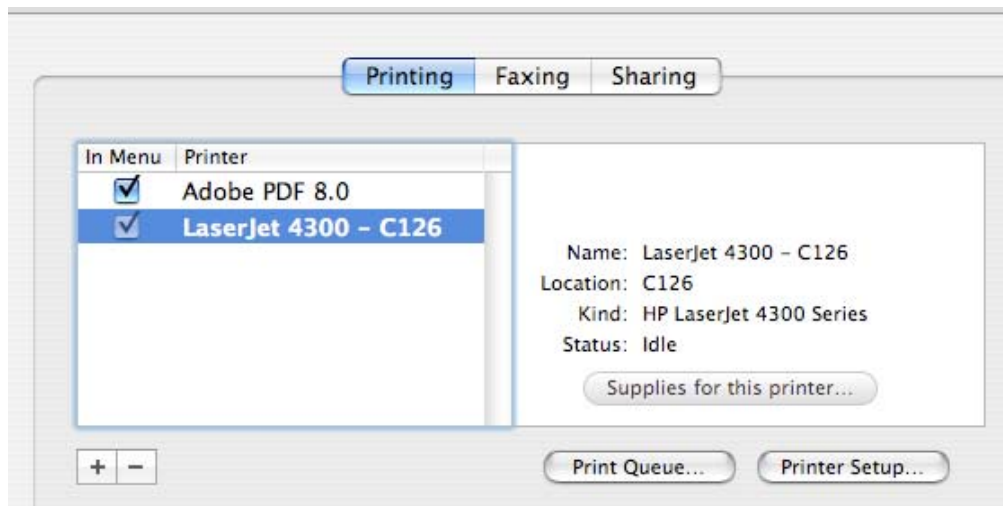 Printing Faxing Sharing
In Menu Printer
Adobe PDF 8.0
LaserJet 4300 – C126
Name: LaserJet 4300 – C126
Location: C126
Kind: HP LaserJet 4300 Series
Status: Idle
Supplies for this printer...
+ –
Print Queue... Printer Setup...